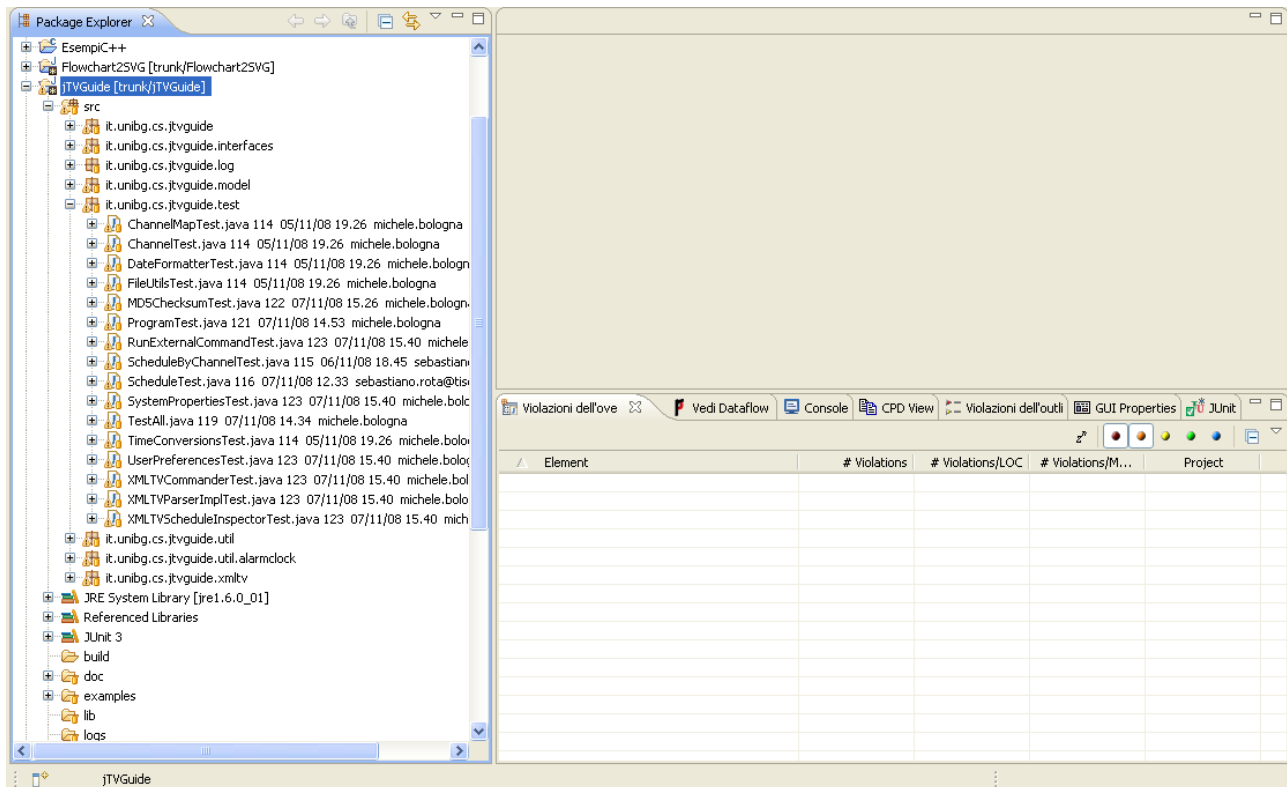 Package Explorer
EsempiC++
Flowchart2SVG [trunk/Flowchart2SVG]
jTVGuide [trunk/jTVGuide]
src
it.unibg.cs.jtvguide
it.unibg.cs.jtvguide.interfaces
it.unibg.cs.jtvguide.log
it.unibg.cs.jtvguide.model
it.unibg.cs.jtvguide.test
ChannelMapTest.java 114 05/11/08 19.26 michele.bologna
ChannelTest.java 114 05/11/08 19.26 michele.bologna
DateFormatterTest.java 114 05/11/08 19.26 michele.bologn
FileUtilsTest.java 114 05/11/08 19.26 michele.bologna
MD5ChecksumTest.java 122 07/11/08 15.26 michele.bologn
ProgramTest.java 121 07/11/08 14.53 michele.bologna
RunExternalCommandTest.java 123 07/11/08 15.40 michele
ScheduleByChannelTest.java 115 06/11/08 18.45 sebastian
ScheduleTest.java 116 07/11/08 12.33 sebastiano.rota@tis
SystemPropertiesTest.java 123 07/11/08 15.40 michele.bolc
TestAll.java 119 07/11/08 14.34 michele.bologna
TimeConversionsTest.java 114 05/11/08 19.26 michele.bolo
UserPreferencesTest.java 123 07/11/08 15.40 michele.bolog
XMLTVCommanderTest.java 123 07/11/08 15.40 michele.bol
XMLTVParserImplTest.java 123 07/11/08 15.40 michele.bolo
XMLTVScheduleInspectorTest.java 123 07/11/08 15.40 mich
it.unibg.cs.jtvguide.util
it.unibg.cs.jtvguide.util.alarmclock
it.unibg.cs.jtvguide.xmltv
JRE System Library [jre1.6.0_01]
Referenced Libraries
JUnit 3
build
doc
examples
lib
logs
jTVGuide
Violazioni dell'ove Vedi Dataflow Console CPD View Violazioni dell'outli GUI Properties JUnit
Element # Violations # Violations/LOC # Violations/M... Project